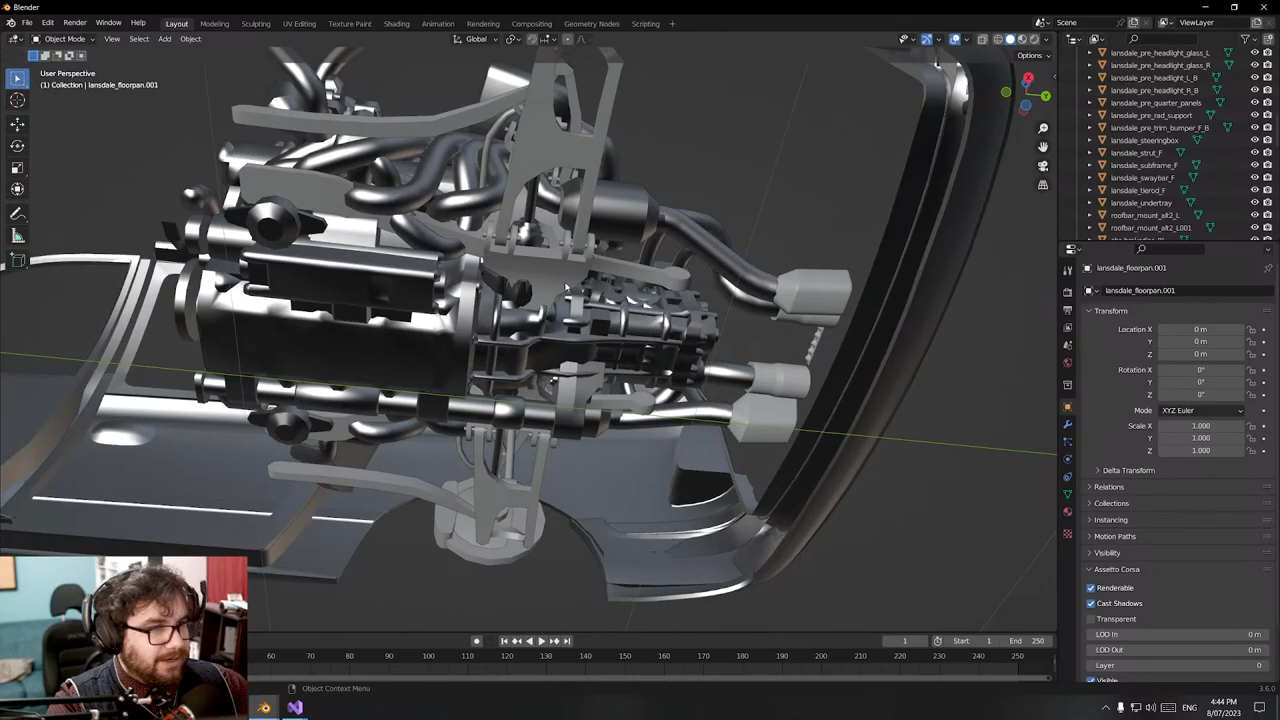 Blender
File Edit Render Window Help
Layout Modeling Sculpting UV Editing Texture Paint Shading Animation Rendering Compositing Geometry Nodes Scripting +
Scene
ViewLayer
Object Mode View Select Add Object
Global
Options
User Perspective
(1) Collection | lansdale_floorpan.001
X
Y
lansdale_pre_headlight_glass_L
lansdale_pre_headlight_glass_R
lansdale_pre_headlight_L_B
lansdale_pre_headlight_R_B
lansdale_pre_quarter_panels
lansdale_pre_rad_support
lansdale_pre_trim_bumper_F_B
lansdale_steeringbox
lansdale_strut_F
lansdale_subframe_F
lansdale_swaybar_F
lansdale_tierod_F
lansdale_undertray
roofbar_mount_alt2_L
roofbar_mount_alt2_L001
lansdale_floorpan.001
lansdale_floorpan.001
Transform
Location X 0 m
Y 0 m
Z 0 m
Rotation X 0°
Y 0°
Z 0°
Mode XYZ Euler
Scale X 1.000
Y 1.000
Z 1.000
Delta Transform
Relations
Collections
Instancing
Motion Paths
Visibility
Assetto Corsa
Renderable
Cast Shadows
Transparent
LOD In 0 m
LOD Out 0 m
Layer 0
Visible
1 Start 1 End 250
60 70 80 90 100 110 120 130 140 150 160 170 180 190 200 210 220 230 240 250
Object Context Menu
3.6.0
ENG
4:44 PM
8/07/2023